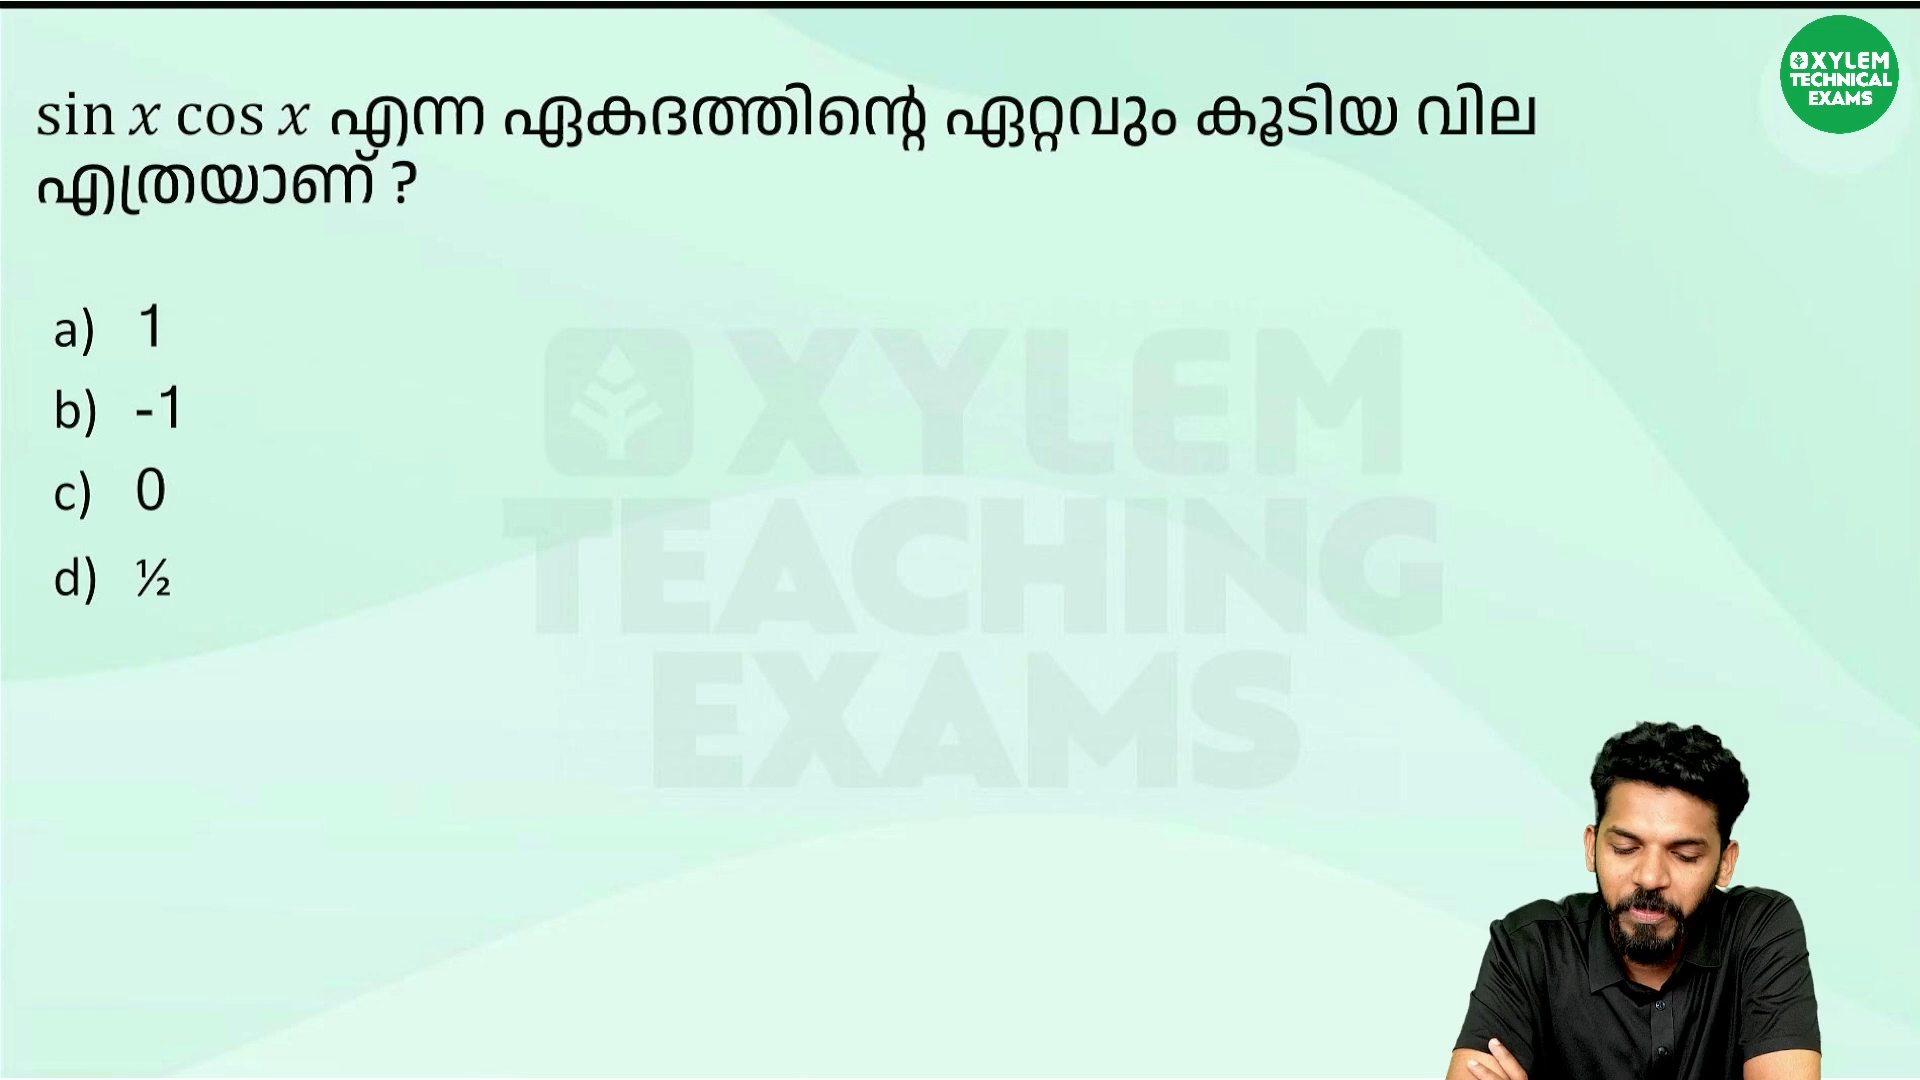 sin x cos x എന്ന ഏകദത്തിന്റെ ഏറ്റവും കൂടിയ വില
എത്രയാണ് ?
a) 1
b) -1
c) 0
d) ½
XYLEM
TECHNICAL
EXAMS
XYLEM
TEACHING
EXAMS